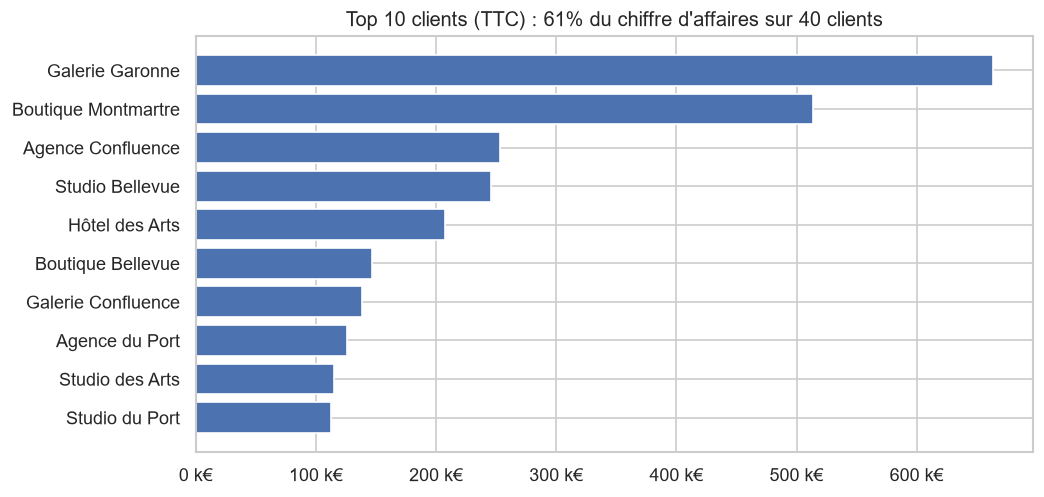 Top 10 clients (TTC) : 61% du chiffre d'affaires sur 40 clients
Galerie Garonne
Boutique Montmartre
Agence Confluence
Studio Bellevue
Hôtel des Arts
Boutique Bellevue
Galerie Confluence
Agence du Port
Studio des Arts
Studio du Port
0 k€ 100 k€ 200 k€ 300 k€ 400 k€ 500 k€ 600 k€